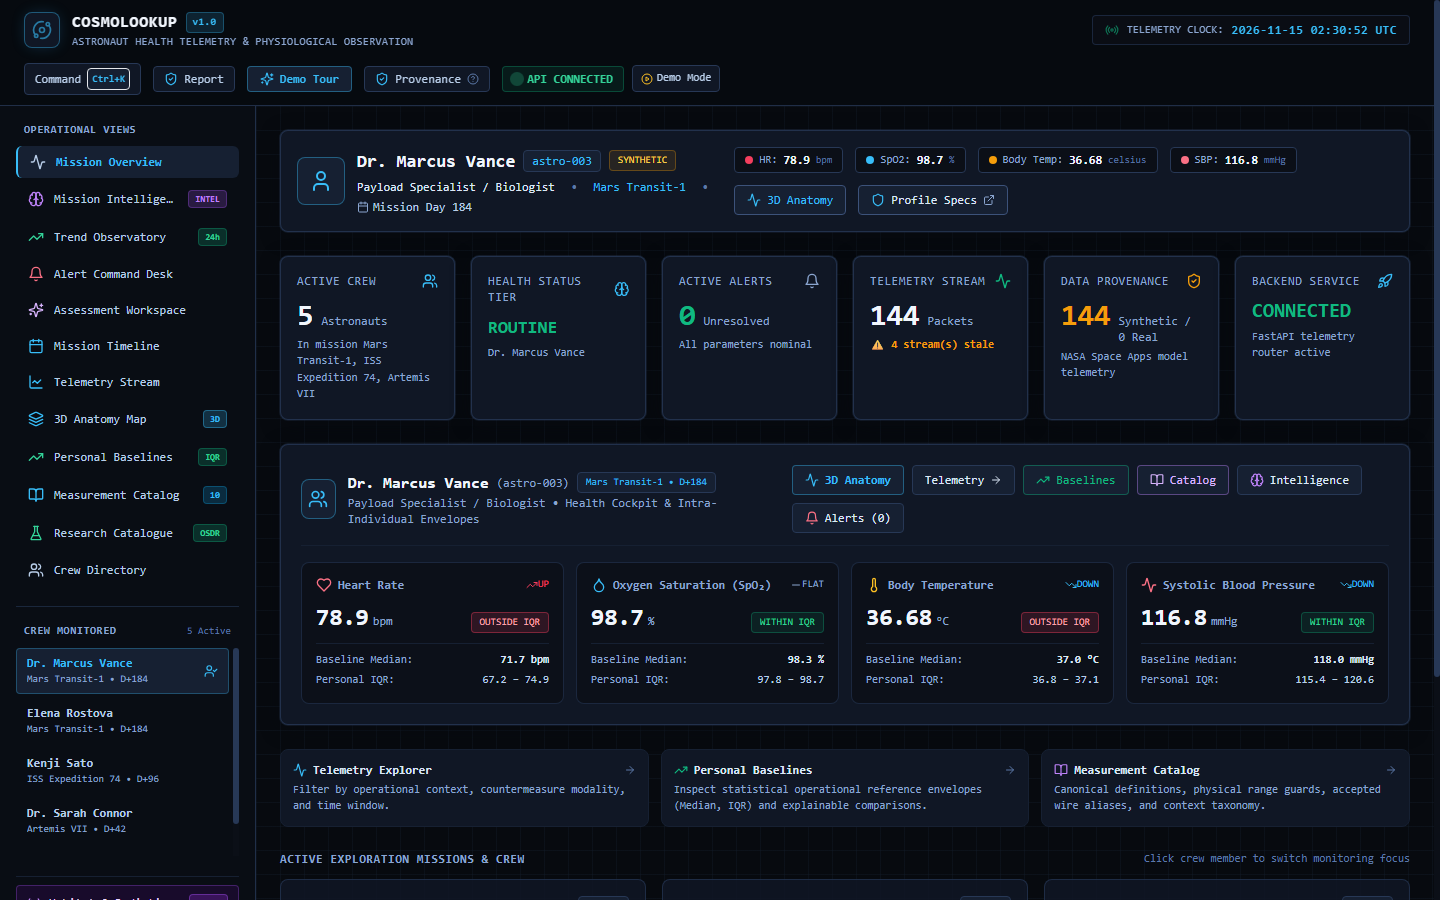 COSMOLOOKUP v1.0
ASTRONAUT HEALTH TELEMETRY & PHYSIOLOGICAL OBSERVATION
TELEMETRY CLOCK: 2026-11-15 02:30:52 UTC
Command Ctrl+K
Report
Demo Tour
Provenance
API CONNECTED
Demo Mode
OPERATIONAL VIEWS
Mission Overview
Mission Intellige… INTEL
Trend Observatory 24h
Alert Command Desk
Assessment Workspace
Mission Timeline
Telemetry Stream
3D Anatomy Map 3D
Personal Baselines IQR
Measurement Catalog 10
Research Catalogue OSDR
Crew Directory
CREW MONITORED 5 Active
Dr. Marcus Vance
Mars Transit-1 • D+184
Elena Rostova
Mars Transit-1 • D+184
Kenji Sato
ISS Expedition 74 • D+96
Dr. Sarah Connor
Artemis VII • D+42
Dr. Marcus Vance astro-003 SYNTHETIC
Payload Specialist / Biologist • Mars Transit-1 •
Mission Day 184
HR: 78.9 bpm
SpO2: 98.7 %
Body Temp: 36.68 celsius
SBP: 116.8 mmHg
3D Anatomy
Profile Specs
ACTIVE CREW
5 Astronauts
In mission Mars
Transit-1, ISS
Expedition 74, Artemis
VII
HEALTH STATUS
TIER
ROUTINE
Dr. Marcus Vance
ACTIVE ALERTS
0 Unresolved
All parameters nominal
TELEMETRY STREAM
144 Packets
4 stream(s) stale
DATA PROVENANCE
144 Synthetic /
0 Real
NASA Space Apps model
telemetry
BACKEND SERVICE
CONNECTED
FastAPI telemetry
router active
Dr. Marcus Vance (astro-003) Mars Transit-1 • D+184
Payload Specialist / Biologist • Health Cockpit & Intra-
Individual Envelopes
3D Anatomy
Telemetry →
Baselines
Catalog
Intelligence
Alerts (0)
Heart Rate UP
78.9 bpm OUTSIDE IQR
Baseline Median: 71.7 bpm
Personal IQR: 67.2 – 74.9
Oxygen Saturation (SpO₂) FLAT
98.7 % WITHIN IQR
Baseline Median: 98.3 %
Personal IQR: 97.8 – 98.7
Body Temperature DOWN
36.68 °C OUTSIDE IQR
Baseline Median: 37.0 °C
Personal IQR: 36.8 – 37.1
Systolic Blood Pressure DOWN
116.8 mmHg WITHIN IQR
Baseline Median: 118.0 mmHg
Personal IQR: 115.4 – 120.6
Telemetry Explorer →
Filter by operational context, countermeasure modality,
and time window.
Personal Baselines →
Inspect statistical operational reference envelopes
(Median, IQR) and explainable comparisons.
Measurement Catalog →
Canonical definitions, physical range guards, accepted
wire aliases, and context taxonomy.
ACTIVE EXPLORATION MISSIONS & CREW
Click crew member to switch monitoring focus